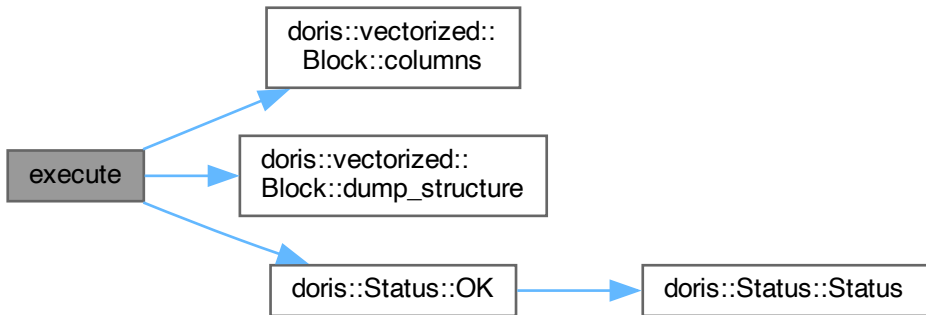 doris::vectorized::
Block::columns
execute
doris::vectorized::
Block::dump_structure
doris::Status::OK
doris::Status::Status